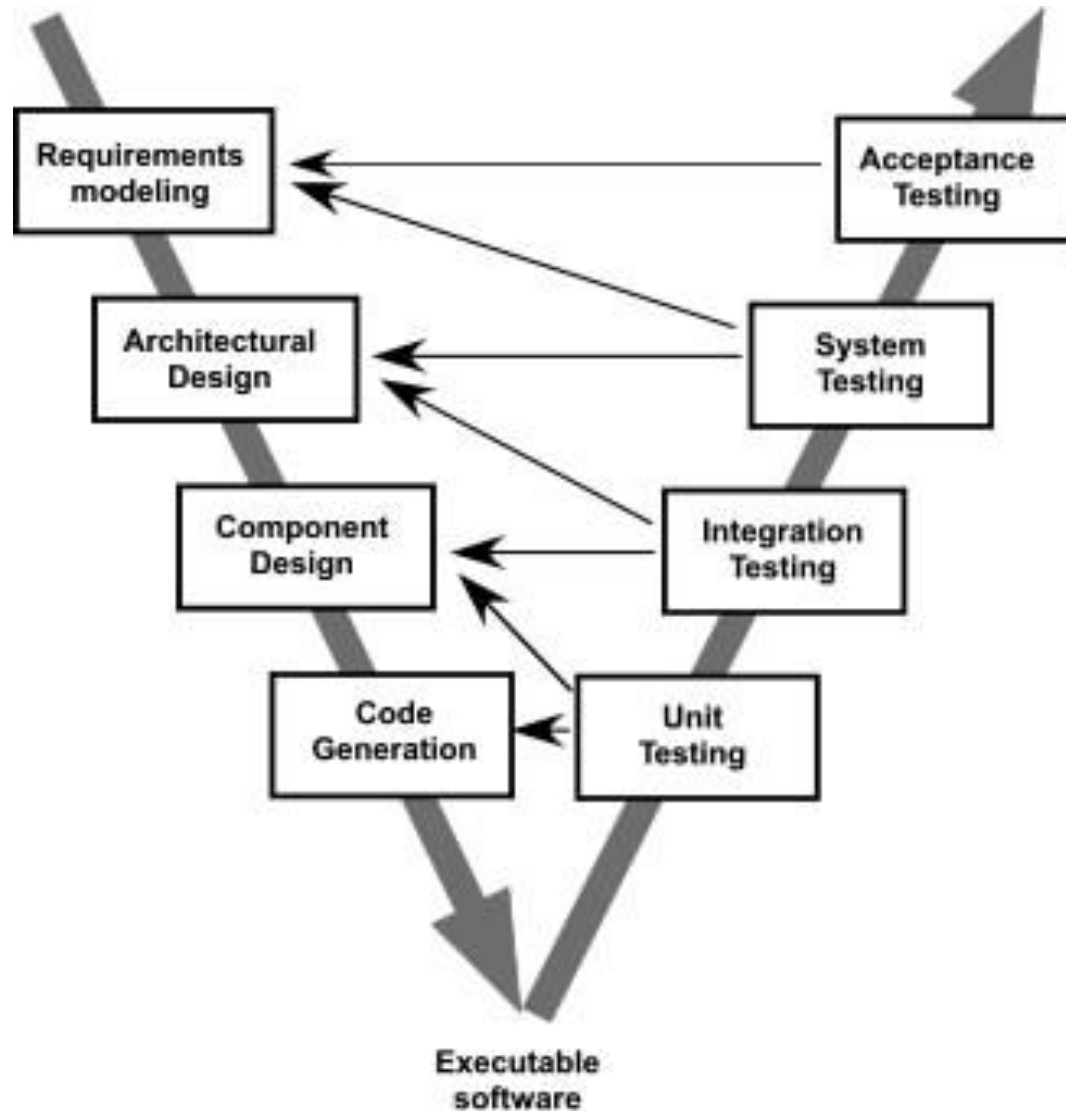 Requirements
modeling
Acceptance
Testing
Architectural
Design
System
Testing
Component
Design
Integration
Testing
Code
Generation
Unit
Testing
Executable
software